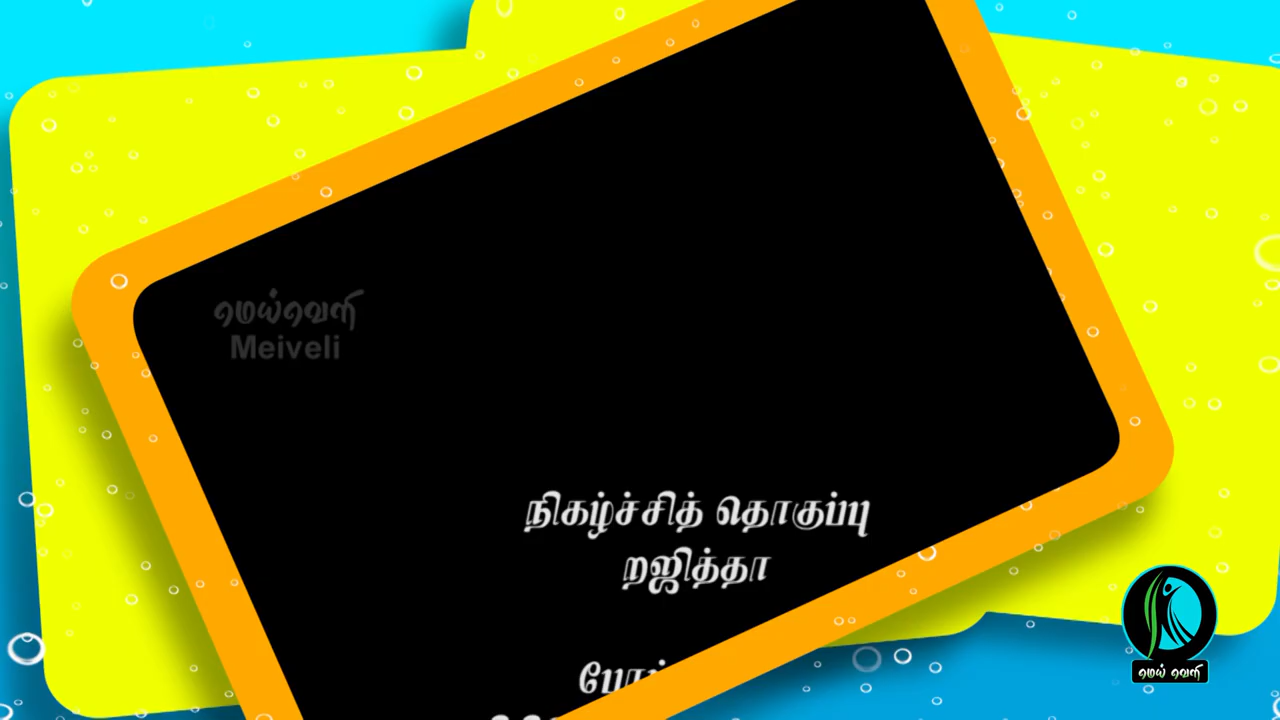 மெய்வெளி
Meiveli
நிகழ்ச்சித் தொகுப்பு
றஜித்தா
மெய் வெளி